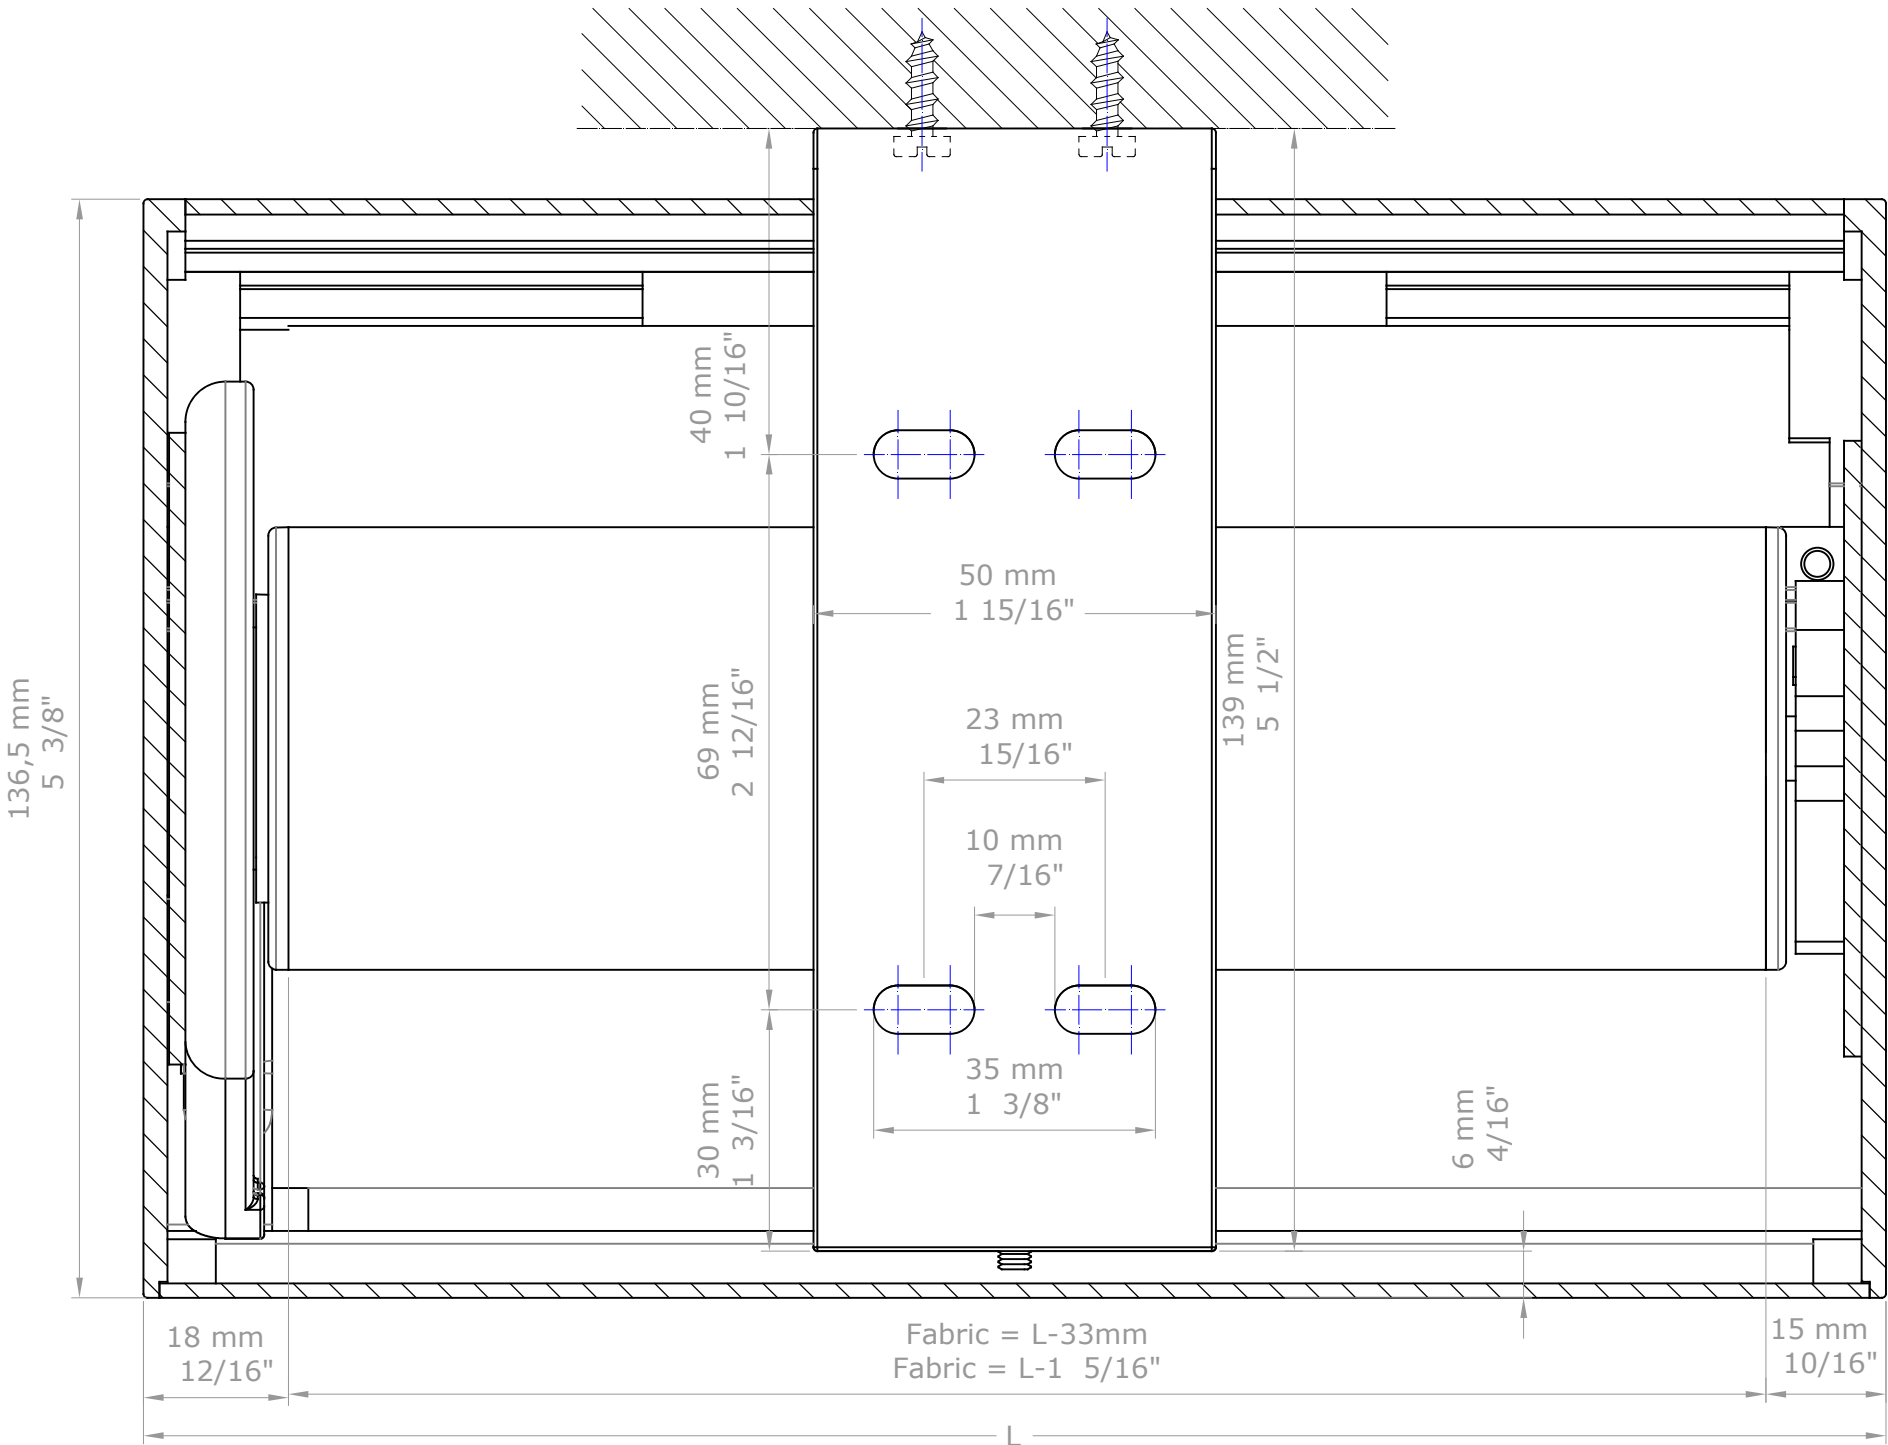 40 mm
1 10/16"
50 mm
1 15/16"
136,5 mm
5 3/8"
69 mm
2 12/16"
139 mm
5 1/2"
23 mm
15/16"
10 mm
7/16"
35 mm
1 3/8"
30 mm
1 3/16"
6 mm
4/16"
18 mm
12/16"
Fabric = L-33mm
Fabric = L-1 5/16"
15 mm
10/16"
L